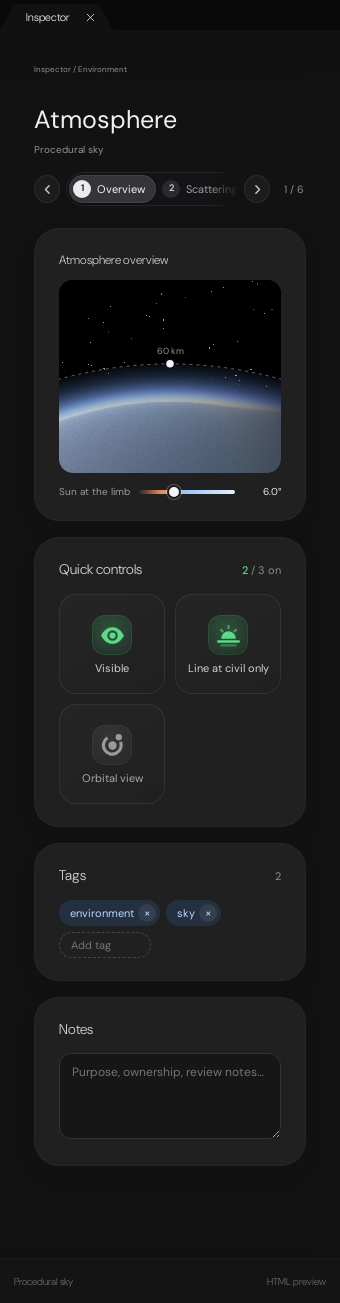 Inspector
Inspector / Environment
Atmosphere
Procedural sky
1 Overview 2 Scattering 1 / 6
Atmosphere overview
60 km
Sun at the limb 6.0°
Quick controls 2 / 3 on
Visible Line at civil only
Orbital view
Tags 2
environment × sky ×
Add tag
Notes
Purpose, ownership, review notes...
Procedural sky HTML preview